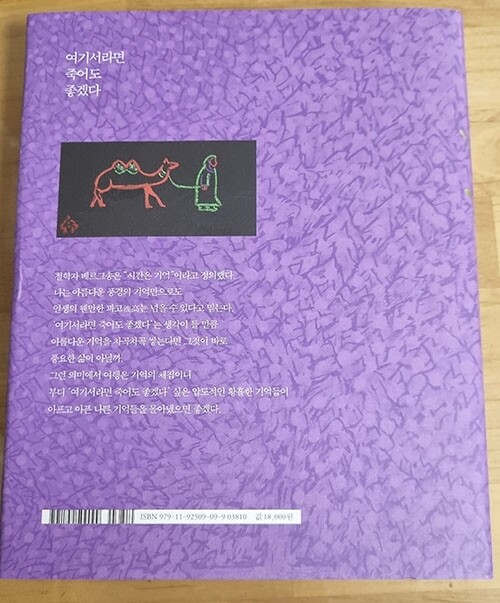 여기서라면
죽어도
좋겠다
철학자 베르그송은 "시간은 기억"이라고 정의했다.
나는 아름다운 풍경의 기억만으로도
인생의 웬만한 파고波高는 넘을 수 있다고 믿는다.
'여기서라면 죽어도 좋겠다'는 생각이 들 만큼
아름다운 기억을 차곡차곡 쌓는다면 그것이 바로
풍요한 삶이 아닐까.
그런 의미에서 여행은 기억의 새집이니
부디 '여기서라면 죽어도 좋겠다' 싶은 압도적인 황홀한 기억들이
아프고 아픈 나쁜 기억들을 몰아냈으면 좋겠다.
ISBN 979-11-92509-09-9 03810 값 18,000원